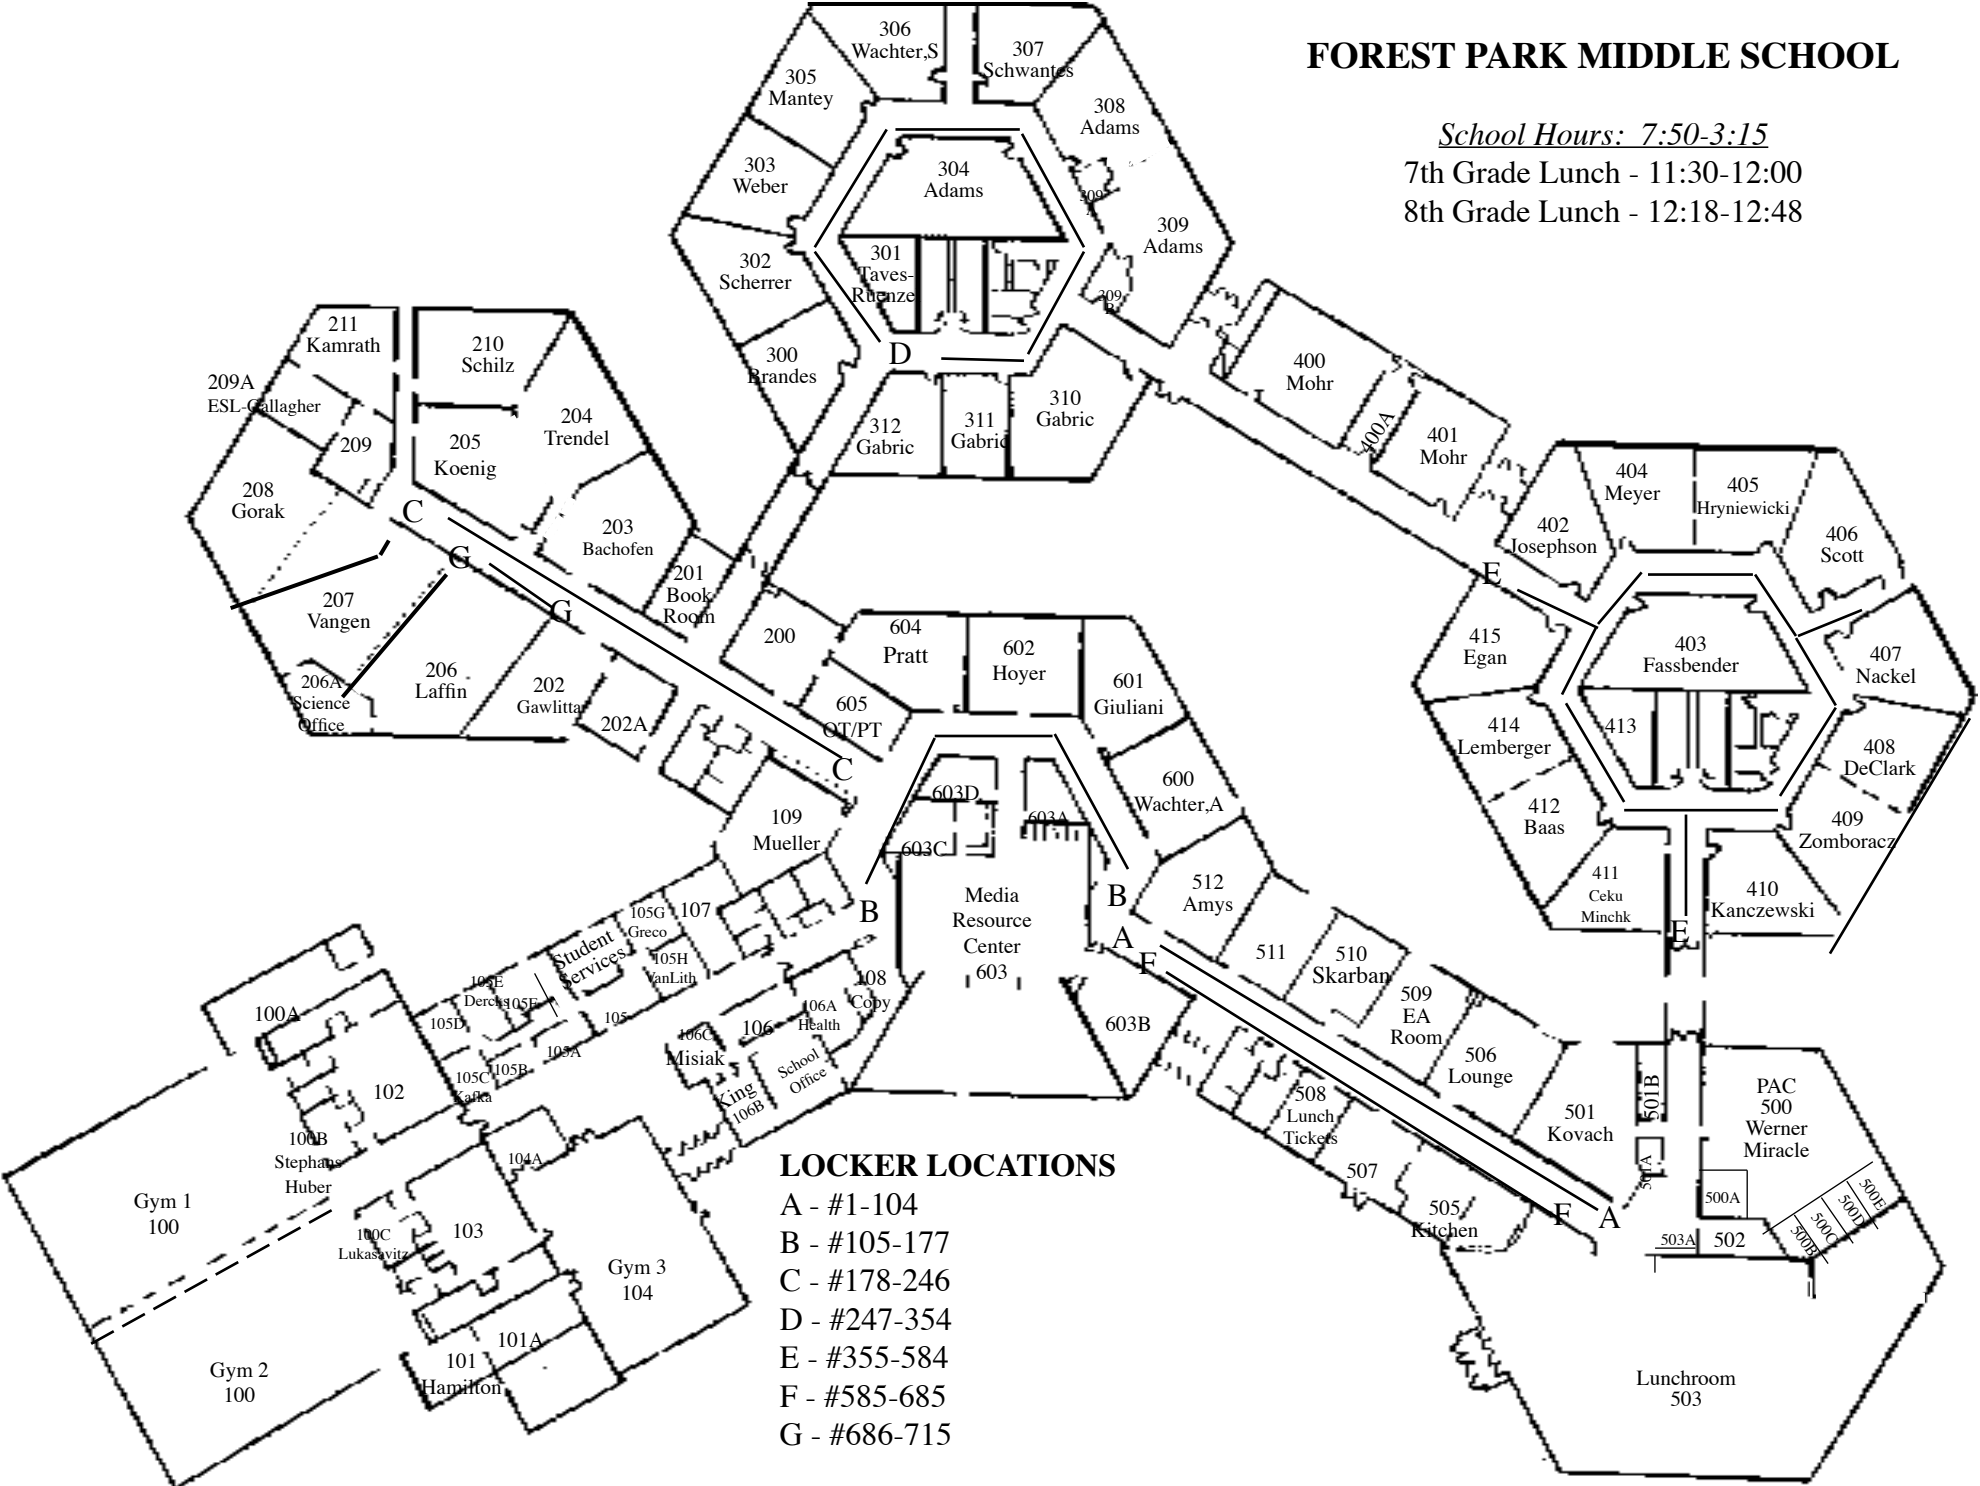 FOREST PARK MIDDLE SCHOOL
School Hours:  7:50-3:15
7th Grade Lunch - 11:30-12:00
8th Grade Lunch - 12:18-12:48
306
Wachter,S
307
Schwantes
305
Mantey
308
Adams
303
Weber
304
Adams
309
309
Adams
302
Scherrer
301
Taves-
Ruenze
309
B
300
Brandes
D
312
Gabric
311
Gabric
310
Gabric
400
Mohr
400A
401
Mohr
211
Kamrath
210
Schilz
209A
ESL-Gallagher
209
204
Trendel
205
Koenig
208
Gorak
C
203
Bachofen
G
G
201
Book
Room
207
Vangen
206A
Science
Office
206
Laffin
202
Gawlitta
202A
200
604
Pratt
602
Hoyer
601
Giuliani
605
OT/PT
C
600
Wachter,A
402
Josephson
404
Meyer
405
Hryniewicki
406
Scott
E
415
Egan
403
Fassbender
407
Nackel
414
Lemberger
413
408
DeClark
412
Baas
409
Zomboracz
411
Ceku
Minchk
410
Kanczewski
E
109
Mueller
603D
603A
603C
B
B
A
F
Media
Resource
Center
603
603B
512
Amys
511
510
Skarban
509
EA
Room
506
Lounge
501
Kovach
501B
501A
508
Lunch
Tickets
507
505
Kitchen
F
A
PAC
500
Werner
Miracle
500A
500B
500C
500D
500E
503A
502
Lunchroom
503
105G
Greco
107
Student
Services
105H
VanLith
105E
Dercks
105F
105D
105
105A
105B
105C
Kafka
108
Copy
106A
Health
106
106C
Misiak
School
Office
King
106B
100A
102
100B
Stephans
Huber
104A
Gym 1
100
100C
Lukasavitz
103
Gym 3
104
Gym 2
100
101A
101
Hamilton
LOCKER LOCATIONS
A - #1-104
B - #105-177
C - #178-246
D - #247-354
E - #355-584
F - #585-685
G - #686-715